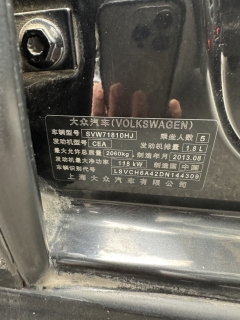 大众汽车(VOLKSWAGEN)
车辆型号 SVW71810HJ 乘坐人数 5
发动机型号 CEA 发动机排量 1.8 L
最大允许总质量 2060kg 制造年月 2013.08
发动机最大净功率 118 kW 制造国 中国
车辆识别代号 LSVCH6A42DN144309
上海大众汽车有限公司